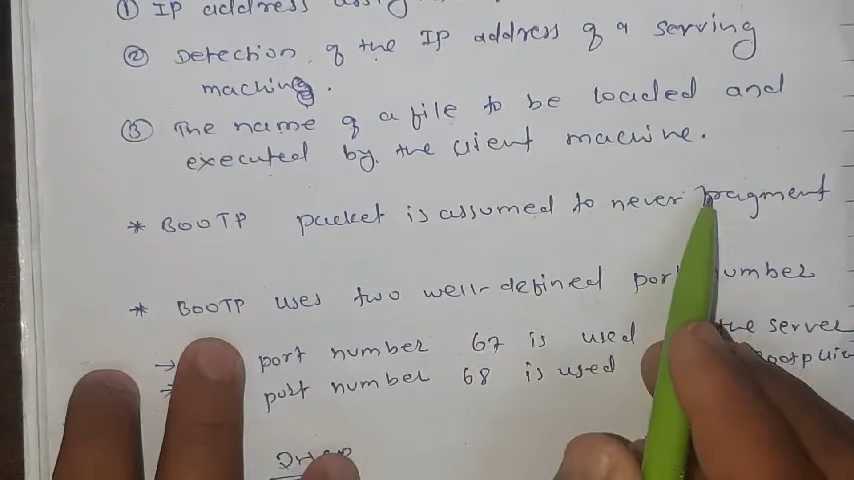 ① IP address
② Detection of the IP address of a serving
machine.
③ The name of a file to be loaded and
executed by the client machine.
* BOOTP packet is assumed to never fragment
* BOOTP uses two well-defined port number
→ port number 67 is used the server
→ port number 68 is used
DHCP